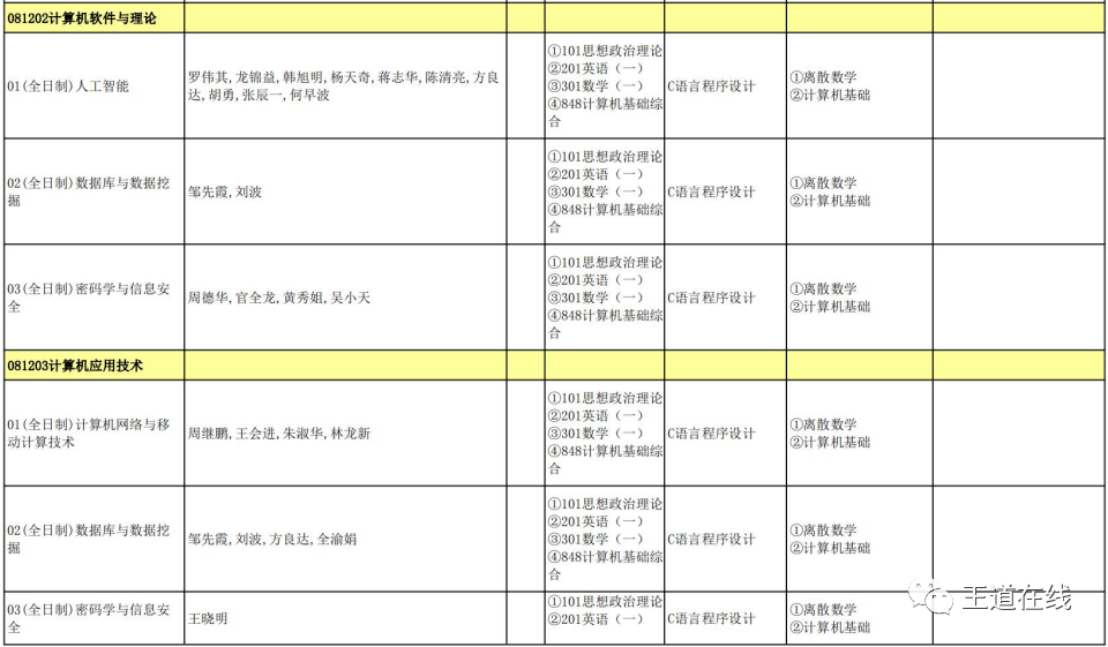 081202计算机软件与理论
01(全日制)人工智能
罗伟其,龙锦益,韩旭明,杨天奇,蒋志华,陈清亮,方良
达,胡勇,张辰一,何早波
①101思想政治理论
②201英语（一）
③301数学（一）
④848计算机基础综
合
C语言程序设计
①离散数学
②计算机基础
02(全日制)数据库与数据挖
掘
邹先霞,刘波
①101思想政治理论
②201英语（一）
③301数学（一）
④848计算机基础综
合
C语言程序设计
①离散数学
②计算机基础
03(全日制)密码学与信息安
全
周德华,官全龙,黄秀姐,吴小天
①101思想政治理论
②201英语（一）
③301数学（一）
④848计算机基础综
合
C语言程序设计
①离散数学
②计算机基础
081203计算机应用技术
01(全日制)计算机网络与移
动计算技术
周继鹏,王会进,朱淑华,林龙新
①101思想政治理论
②201英语（一）
③301数学（一）
④848计算机基础综
合
C语言程序设计
①离散数学
②计算机基础
02(全日制)数据库与数据挖
掘
邹先霞,刘波,方良达,全渝娟
①101思想政治理论
②201英语（一）
③301数学（一）
④848计算机基础综
合
C语言程序设计
①离散数学
②计算机基础
03(全日制)密码学与信息安
全
王晓明
①101思想政治理论
②201英语（一）
C语言程序设计
①离散数学
②计算机基础
王道在线